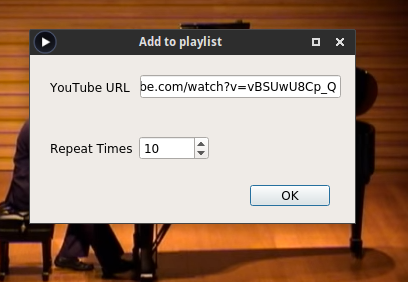 Add to playlist
YouTube URL be.com/watch?v=vBSUwU8Cp_Q
Repeat Times 10
OK